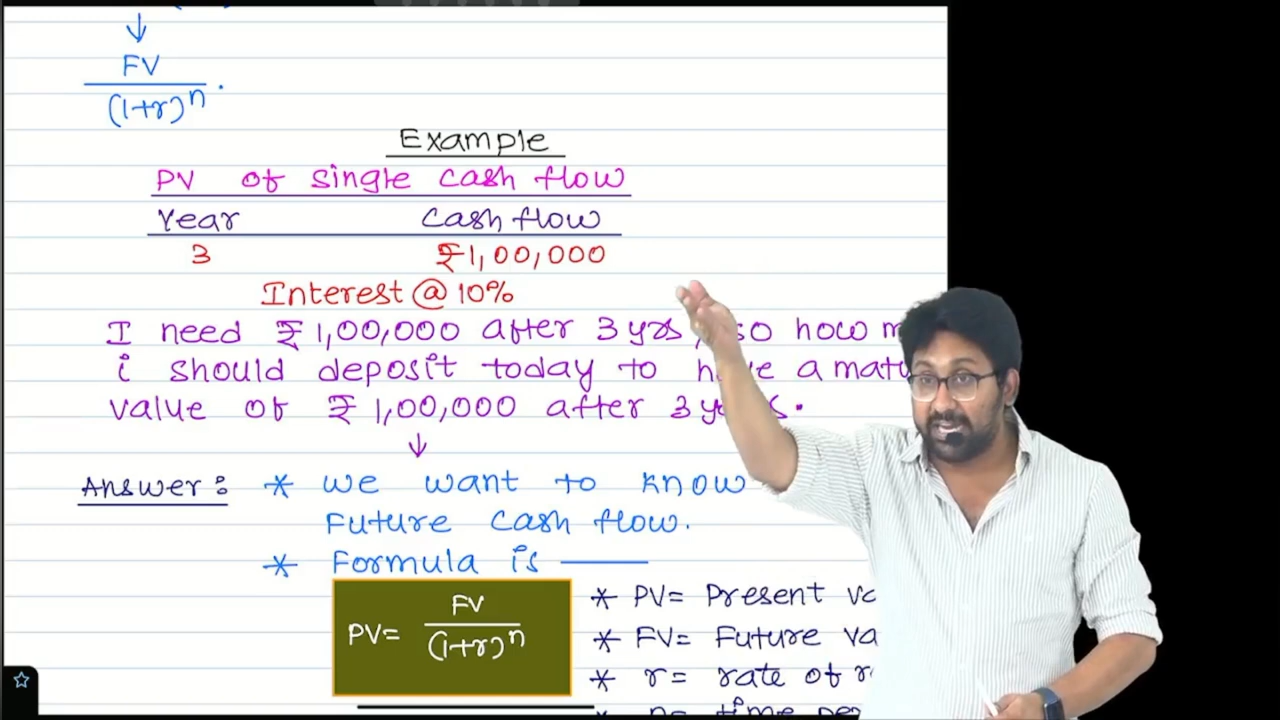 FV
(1+r)^n .
Example
PV of single cash flow
Year Cash flow
3 ₹1,00,000
Interest @ 10%
I need ₹1,00,000 after 3 yrs, so how
i should deposit today to have a
value of ₹1,00,000 after 3 years.
Answer : * We want to know
Future cash flow.
* Formula is
PV= FV
(1+r)^n
* PV= Present
* FV= Future
* r= rate of